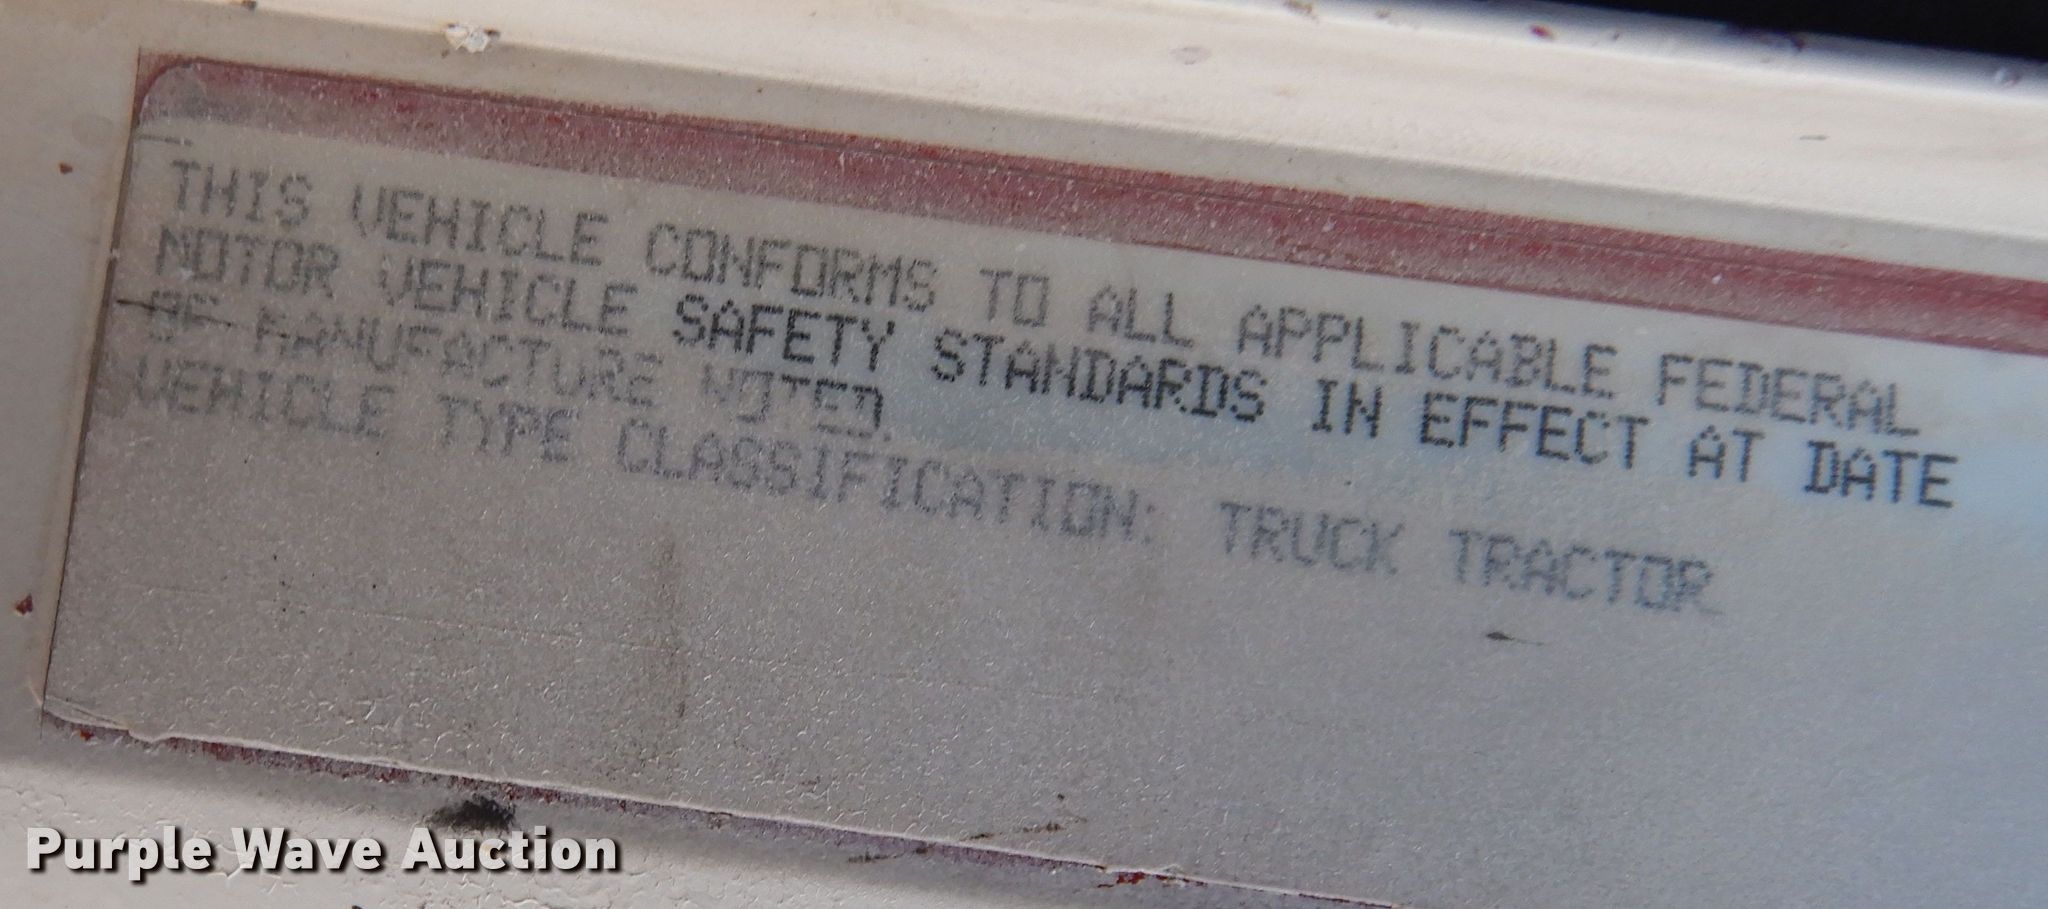 THIS VEHICLE CONFORMS TO ALL APPLICABLE FEDERAL
MOTOR VEHICLE SAFETY STANDARDS IN EFFECT AT DATE
OF MANUFACTURE NOTED.
VEHICLE TYPE CLASSIFICATION: TRUCK TRACTOR
Purple Wave Auction